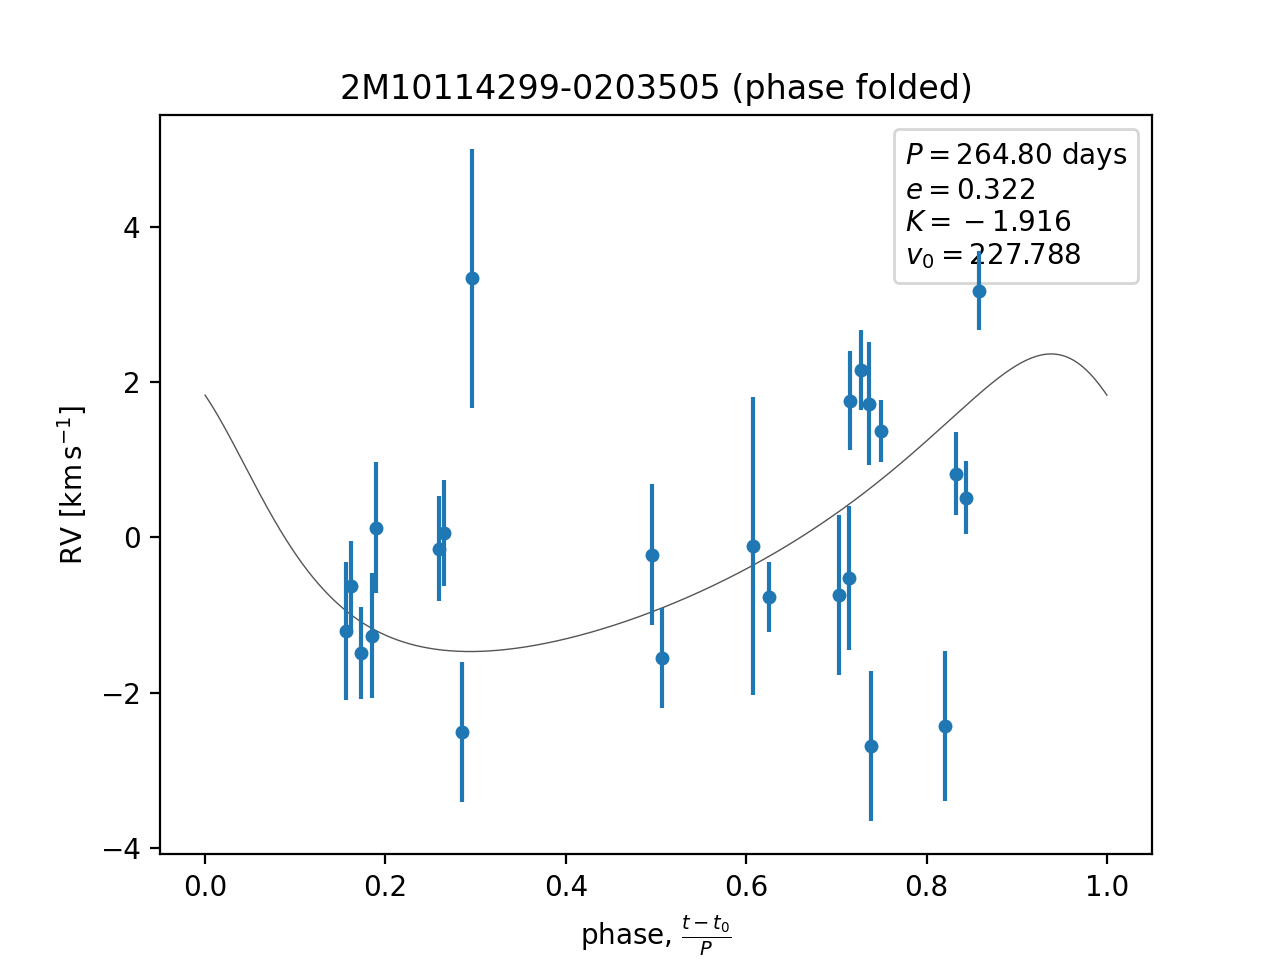 2M10114299-0203505 (phase folded)
P = 264.80 days
e = 0.322
K = −1.916
v₀ = 227.788
4
2
0
−2
−4
RV [km s⁻¹]
0.0 0.2 0.4 0.6 0.8 1.0
phase, (t − t₀)/P